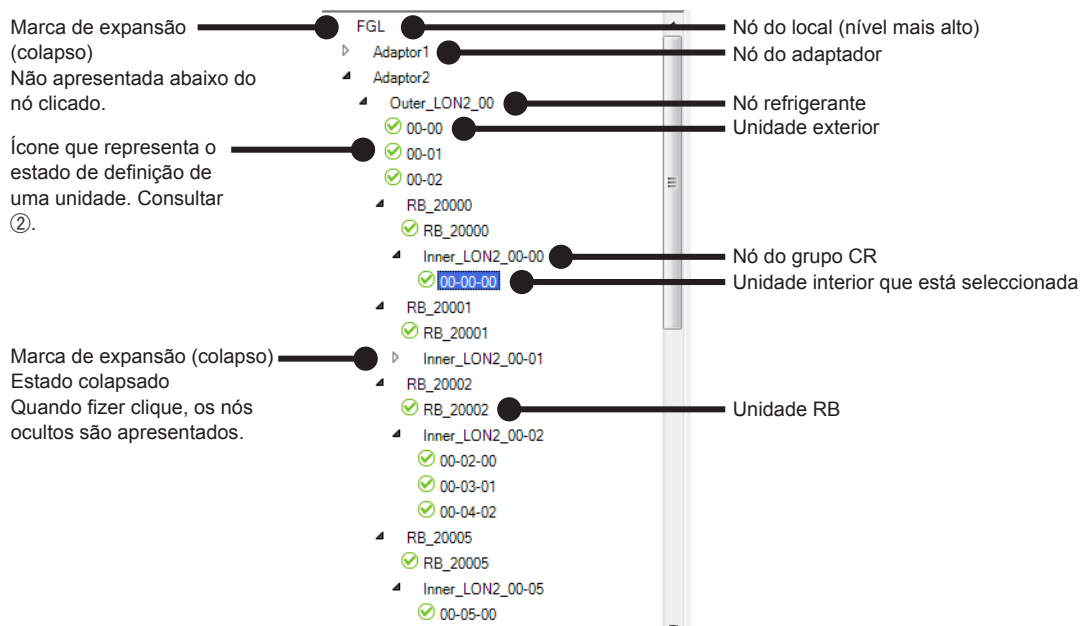 Marca de expansão
(colapso)
Não apresentada abaixo do
nó clicado.
Ícone que representa o
estado de definição de
uma unidade. Consultar
②.
Marca de expansão (colapso)
Estado colapsado
Quando fizer clique, os nós
ocultos são apresentados.
FGL
Adaptor1
Adaptor2
Outer_LON2_00
00-00
00-01
00-02
RB_20000
RB_20000
Inner_LON2_00-00
00-00-00
RB_20001
RB_20001
Inner_LON2_00-01
RB_20002
RB_20002
Inner_LON2_00-02
00-02-00
00-03-01
00-04-02
RB_20005
RB_20005
Inner_LON2_00-05
00-05-00
Nó do local (nível mais alto)
Nó do adaptador
Nó refrigerante
Unidade exterior
Nó do grupo CR
Unidade interior que está seleccionada
Unidade RB